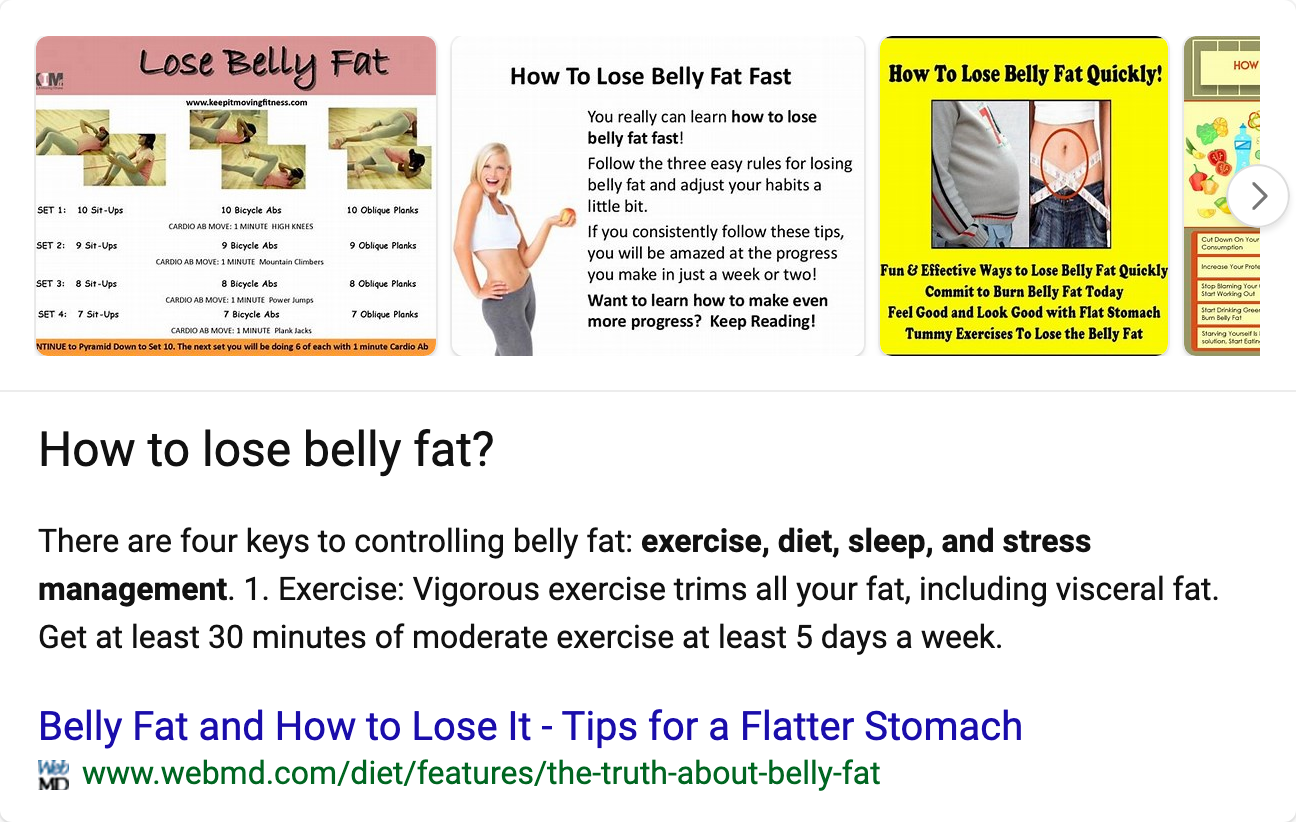 Lose Belly Fat
www.keepitmovingfitness.com
SET 1: 10 Sit-Ups 10 Bicycle Abs 10 Oblique Planks
CARDIO AB MOVE: 1 MINUTE HIGH KNEES
SET 2: 9 Sit-Ups 9 Bicycle Abs 9 Oblique Planks
CARDIO AB MOVE: 1 MINUTE Mountain Climbers
SET 3: 8 Sit-Ups 8 Bicycle Abs 8 Oblique Planks
CARDIO AB MOVE: 1 MINUTE Power Jumps
SET 4: 7 Sit-Ups 7 Bicycle Abs 7 Oblique Planks
CARDIO AB MOVE: 1 MINUTE Plank Jacks
NTINUE to Pyramid Down to Set 10. The next set you will be doing 6 of each with 1 minute Cardio Ab
How To Lose Belly Fat Fast
You really can learn how to lose
belly fat fast!
Follow the three easy rules for losing
belly fat and adjust your habits a
little bit.
If you consistently follow these tips,
you will be amazed at the progress
you make in just a week or two!
Want to learn how to make even
more progress? Keep Reading!
How To Lose Belly Fat Quickly!
Fun & Effective Ways to Lose Belly Fat Quickly
Commit to Burn Belly Fat Today
Feel Good and Look Good with Flat Stomach
Tummy Exercises To Lose the Belly Fat
HOW
Cut Down On Your
Consumption
Increase Your Prote
Stop Blaming Your
Start Working Out
Start Drinking Gree
Burn Belly Fat
Starving Yourself Is
solution, Start Eatin
How to lose belly fat?
There are four keys to controlling belly fat: exercise, diet, sleep, and stress
management. 1. Exercise: Vigorous exercise trims all your fat, including visceral fat.
Get at least 30 minutes of moderate exercise at least 5 days a week.
Belly Fat and How to Lose It - Tips for a Flatter Stomach
Web
MD
www.webmd.com/diet/features/the-truth-about-belly-fat